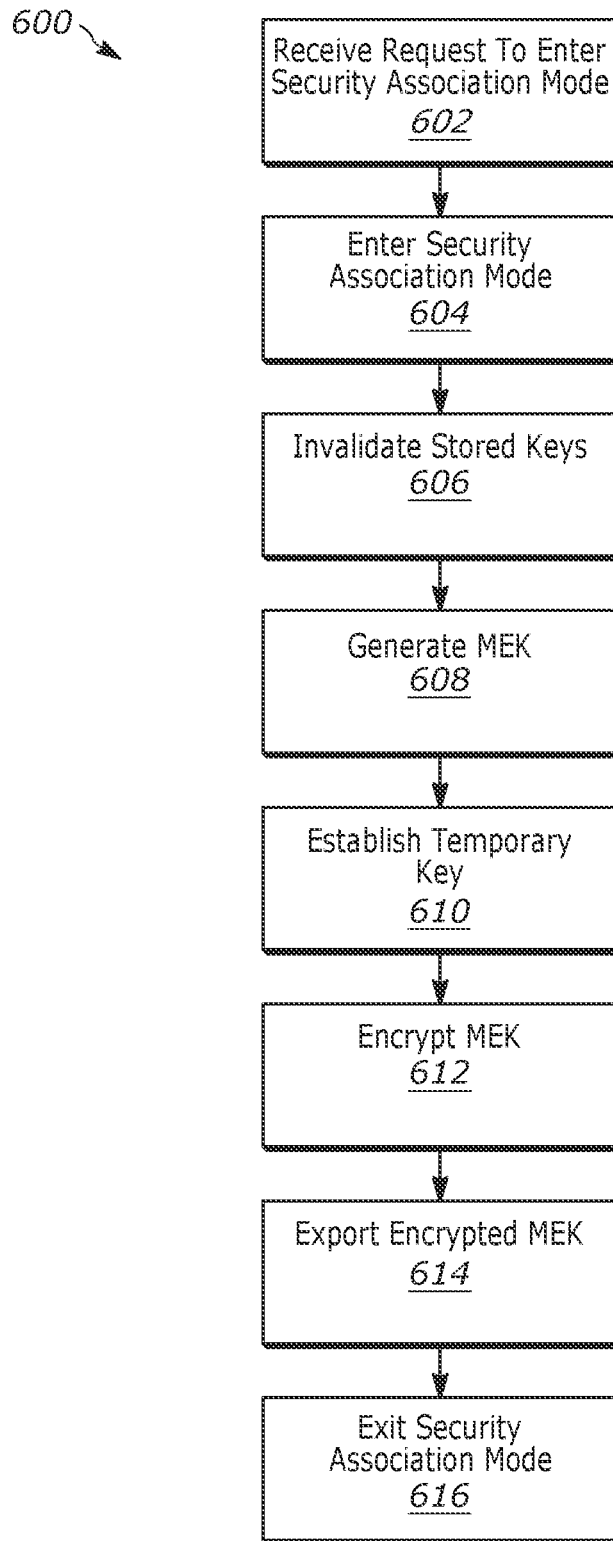 600
Receive Request To Enter
Security Association Mode
602
Enter Security
Association Mode
604
Invalidate Stored Keys
606
Generate MEK
608
Establish Temporary
Key
610
Encrypt MEK
612
Export Encrypted MEK
614
Exit Security
Association Mode
616